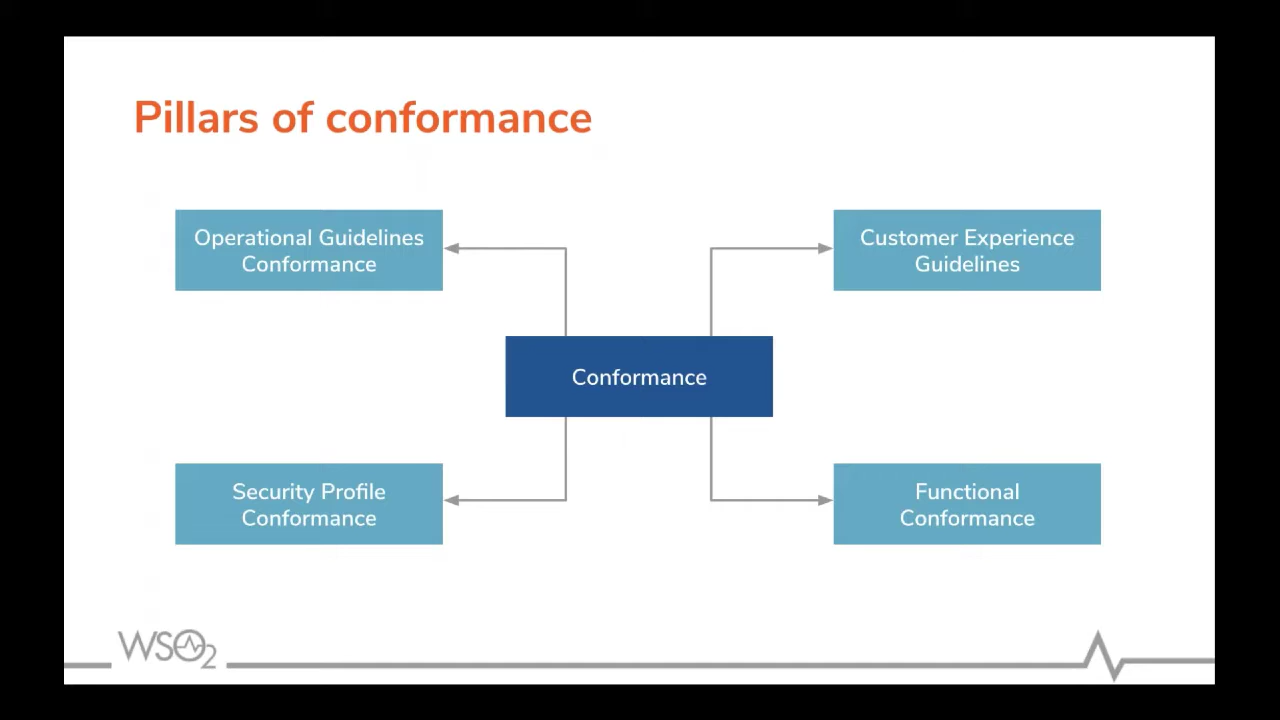 Pillars of conformance
Operational Guidelines
Conformance
Customer Experience
Guidelines
Conformance
Security Profile
Conformance
Functional
Conformance
WSO2